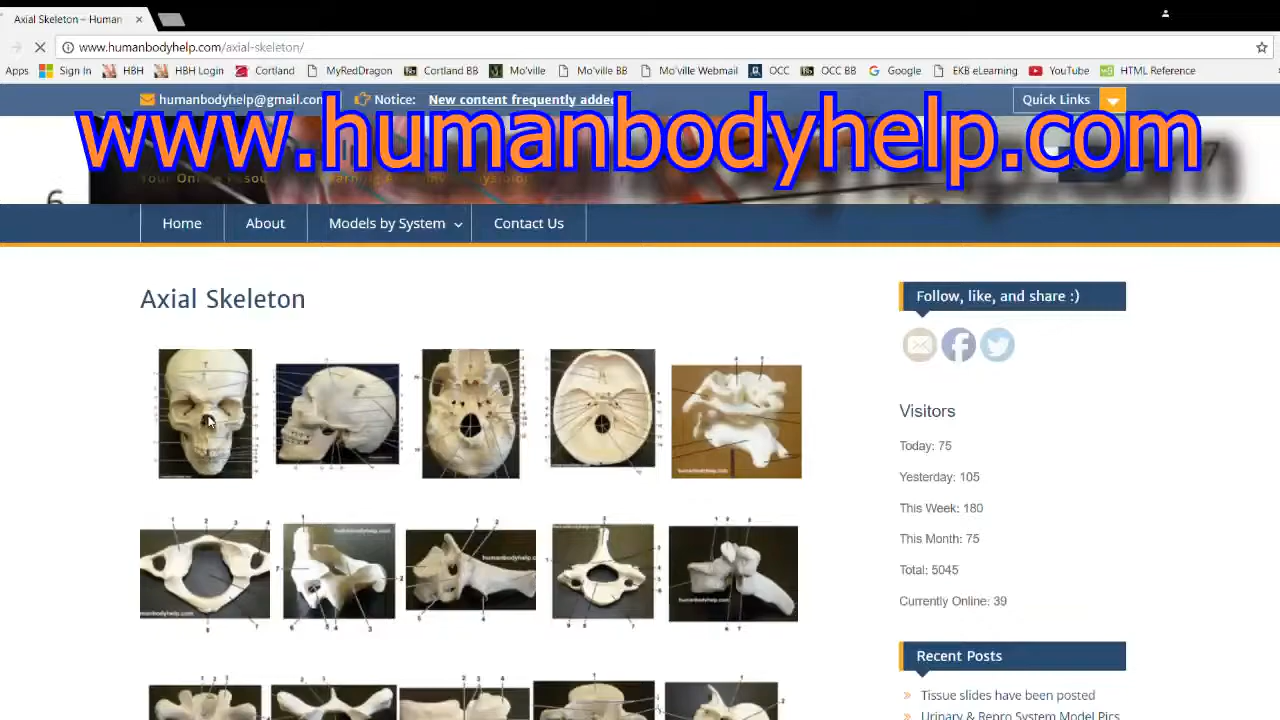 Axial Skeleton – Human
www.humanbodyhelp.com/axial-skeleton/
Apps Sign In HBH HBH Login Cortland MyRedDragon Cortland BB Mo'ville Mo'ville BB Mo'ville Webmail OCC OCC BB Google EKB eLearning YouTube HTML Reference
humanbodyhelp@gmail.com Notice: New content frequently added Quick Links
www.humanbodyhelp.com
Your Onl
Home About Models by System Contact Us
Axial Skeleton
Follow, like, and share :)
Visitors
Today: 75
Yesterday: 105
This Week: 180
This Month: 75
Total: 5045
Currently Online: 39
Recent Posts
Tissue slides have been posted
Urinary & Repro System Model Pics